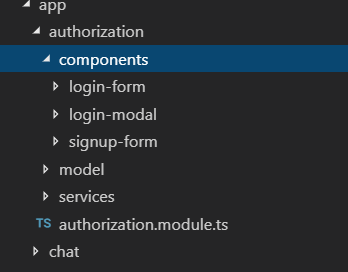 app
authorization
components
login-form
login-modal
signup-form
model
services
TS authorization.module.ts
chat